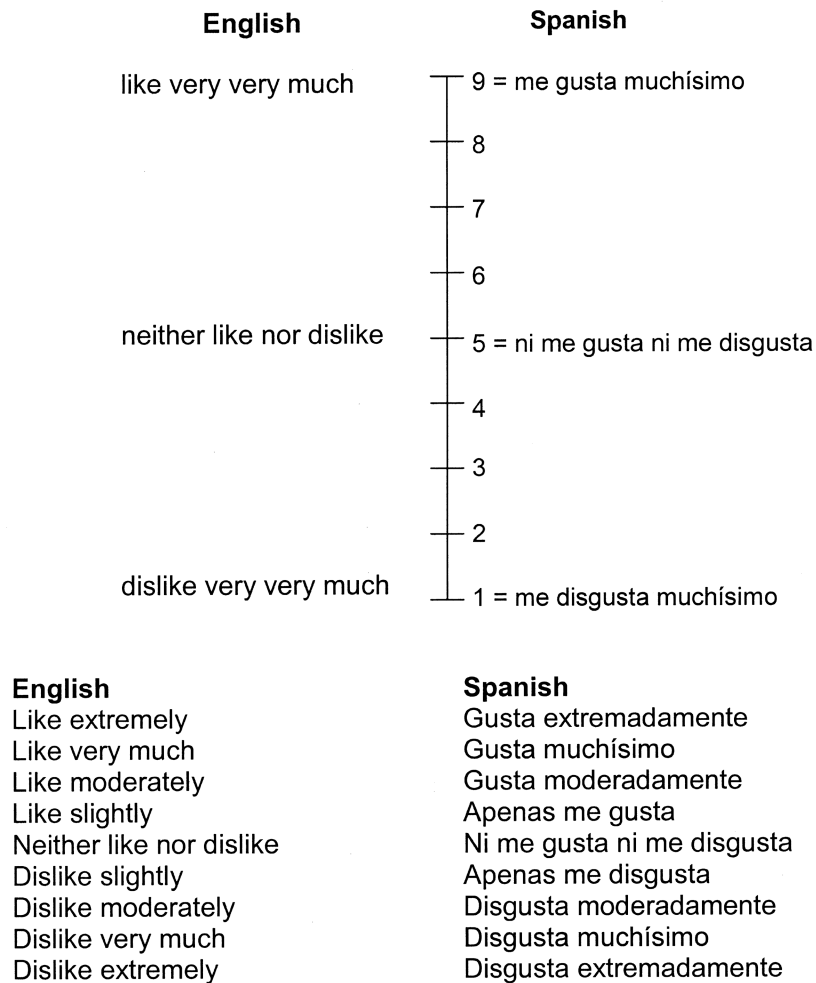 English Spanish
like very very much 9 = me gusta muchísimo
8
7
6
neither like nor dislike 5 = ni me gusta ni me disgusta
4
3
2
dislike very very much 1 = me disgusta muchísimo
English Spanish
Like extremely Gusta extremadamente
Like very much Gusta muchísimo
Like moderately Gusta moderadamente
Like slightly Apenas me gusta
Neither like nor dislike Ni me gusta ni me disgusta
Dislike slightly Apenas me disgusta
Dislike moderately Disgusta moderadamente
Dislike very much Disgusta muchísimo
Dislike extremely Disgusta extremadamente